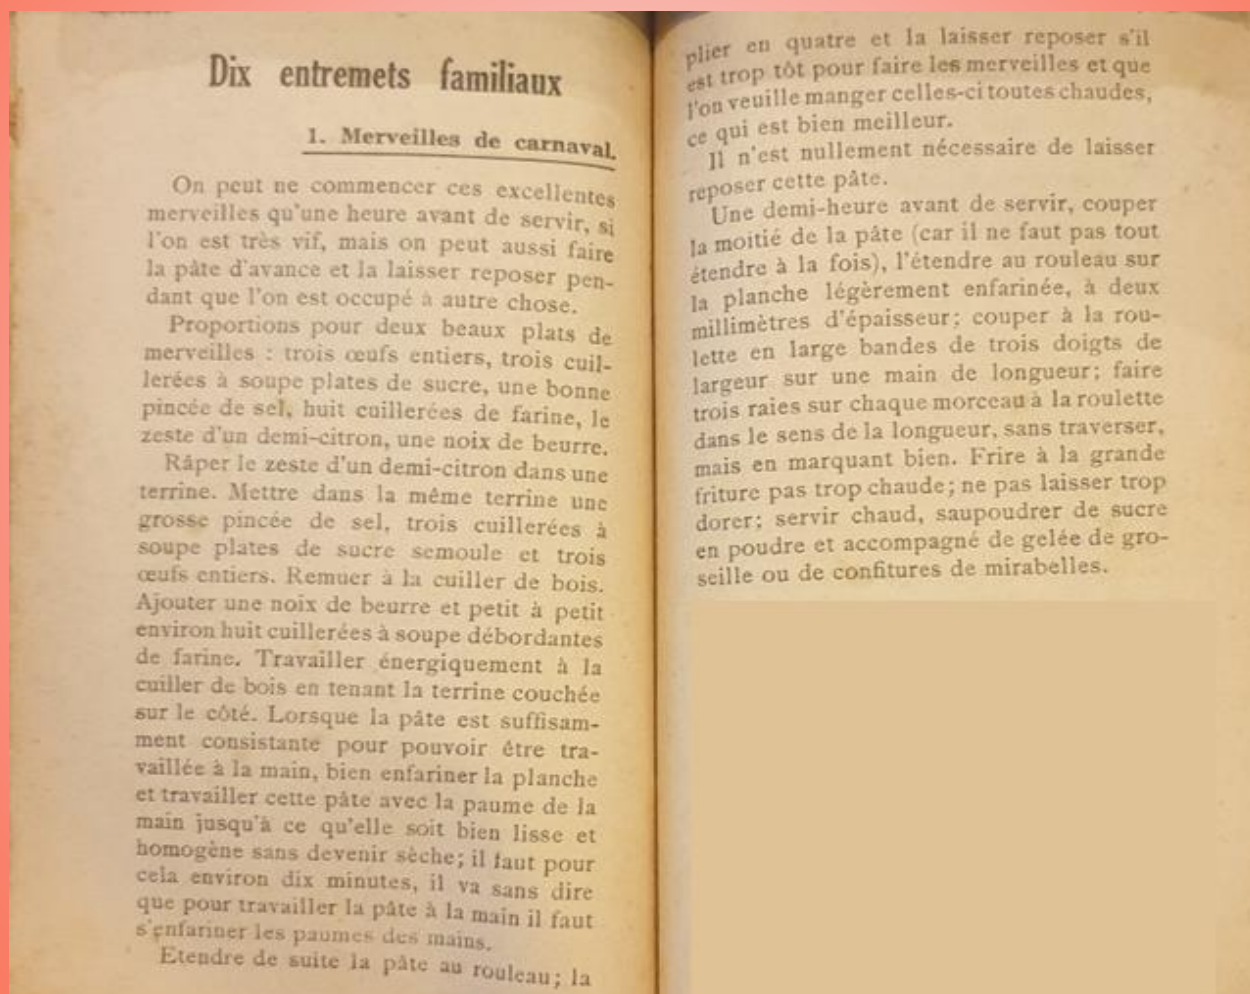 Dix entremets familiaux
1. Merveilles de carnaval.
On peut ne commencer ces excellentes
merveilles qu'une heure avant de servir, si
l'on est très vif, mais on peut aussi faire
la pâte d'avance et la laisser reposer pen-
dant que l'on est occupé à autre chose.
Proportions pour deux beaux plats de
merveilles : trois œufs entiers, trois cuil-
lerées à soupe plates de sucre, une bonne
pincée de sel, huit cuillerées de farine, le
zeste d'un demi-citron, une noix de beurre.
Râper le zeste d'un demi-citron dans une
terrine. Mettre dans la même terrine une
grosse pincée de sel, trois cuillerées à
soupe plates de sucre semoule et trois
œufs entiers. Remuer à la cuiller de bois.
Ajouter une noix de beurre et petit à petit
environ huit cuillerées à soupe débordantes
de farine. Travailler énergiquement à la
cuiller de bois en tenant la terrine couchée
sur le côté. Lorsque la pâte est suffisam-
ment consistante pour pouvoir être tra-
vaillée à la main, bien enfariner la planche
et travailler cette pâte avec la paume de la
main jusqu'à ce qu'elle soit bien lisse et
homogène sans devenir sèche; il faut pour
cela environ dix minutes, il va sans dire
que pour travailler la pâte à la main il faut
s'enfariner les paumes des mains.
Etendre de suite la pâte au rouleau; la
plier en quatre et la laisser reposer s'il
est trop tôt pour faire les merveilles et que
l'on veuille manger celles-ci toutes chaudes,
ce qui est bien meilleur.
Il n'est nullement nécessaire de laisser
reposer cette pâte.
Une demi-heure avant de servir, couper
la moitié de la pâte (car il ne faut pas tout
étendre à la fois), l'étendre au rouleau sur
la planche légèrement enfarinée, à deux
millimètres d'épaisseur; couper à la rou-
lette en large bandes de trois doigts de
largeur sur une main de longueur; faire
trois raies sur chaque morceau à la roulette
dans le sens de la longueur, sans traverser,
mais en marquant bien. Frire à la grande
friture pas trop chaude; ne pas laisser trop
dorer; servir chaud, saupoudrer de sucre
en poudre et accompagné de gelée de gro-
seille ou de confitures de mirabelles.